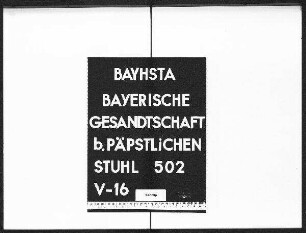 BAYHSTA
BAYERISCHE
GESANDTSCHAFT
b. PÄPSTLiCHEN
STUHL 502
V-16